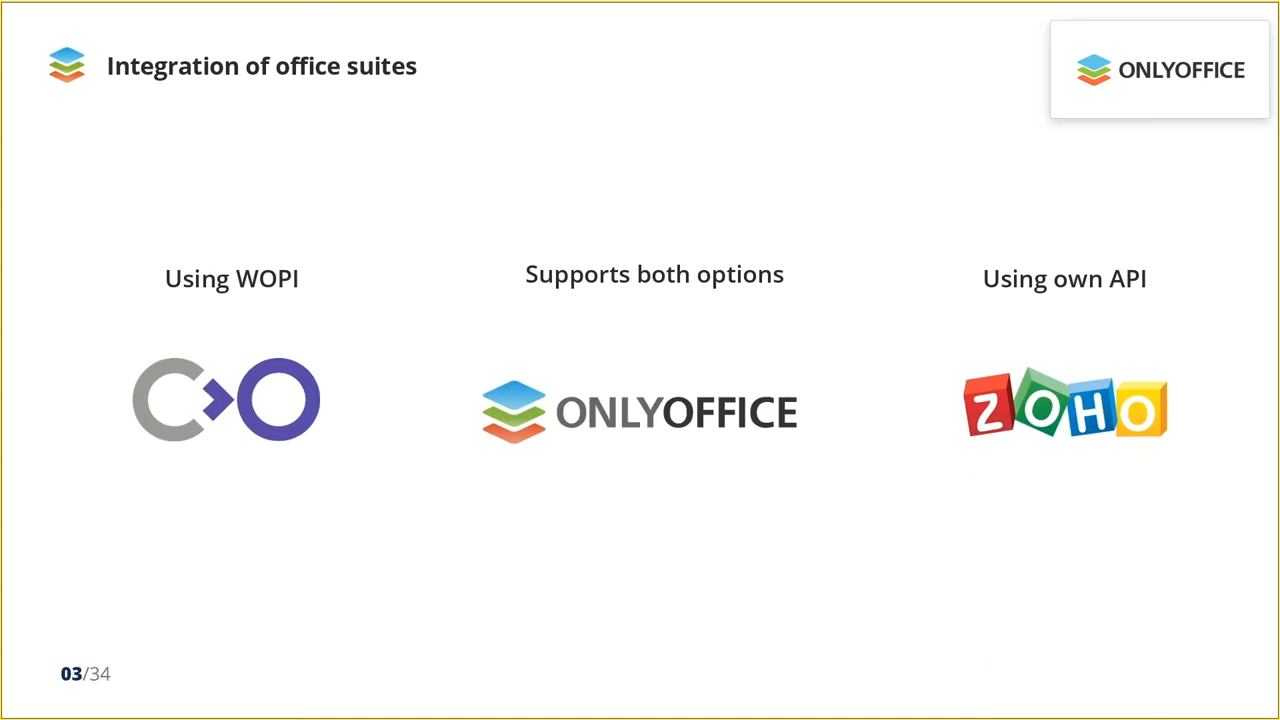 Integration of office suites
ONLYOFFICE
Using WOPI
Supports both options
Using own API
ONLYOFFICE
ZOHO
03/34